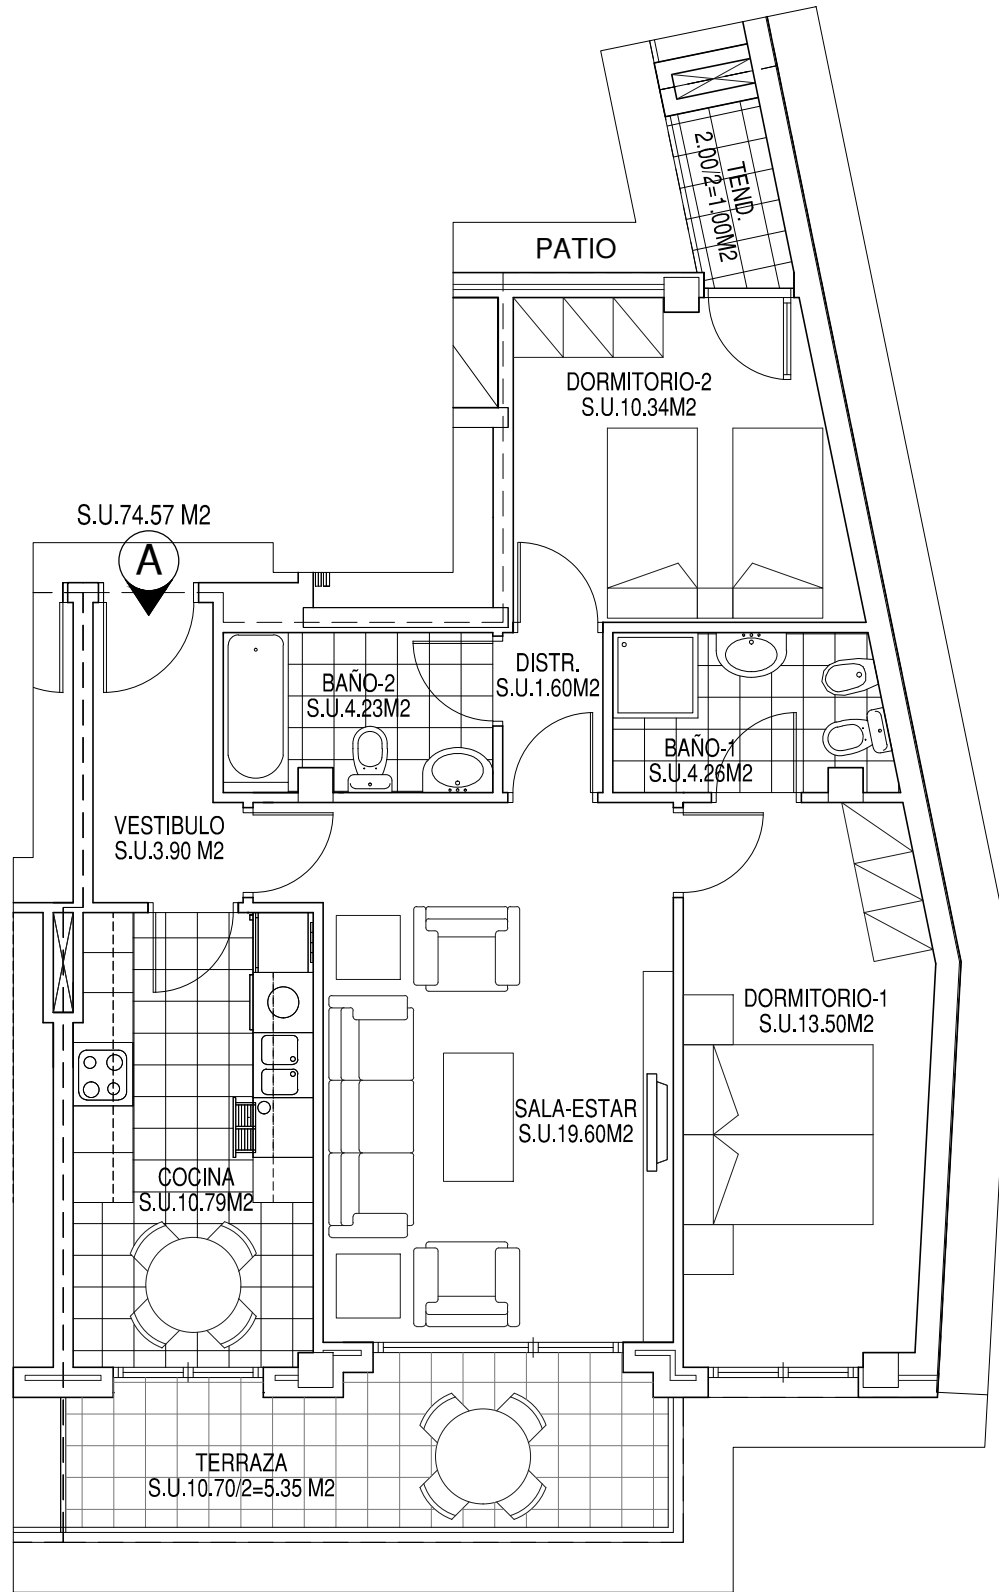 TEND.
2.00/2=1.00M2
PATIO
DORMITORIO-2
S.U.10.34M2
S.U.74.57 M2
A
DISTR.
S.U.1.60M2
BAÑO-2
S.U.4.23M2
BAÑO-1
S.U.4.26M2
VESTIBULO
S.U.3.90 M2
DORMITORIO-1
S.U.13.50M2
SALA-ESTAR
S.U.19.60M2
COCINA
S.U.10.79M2
TERRAZA
S.U.10.70/2=5.35 M2